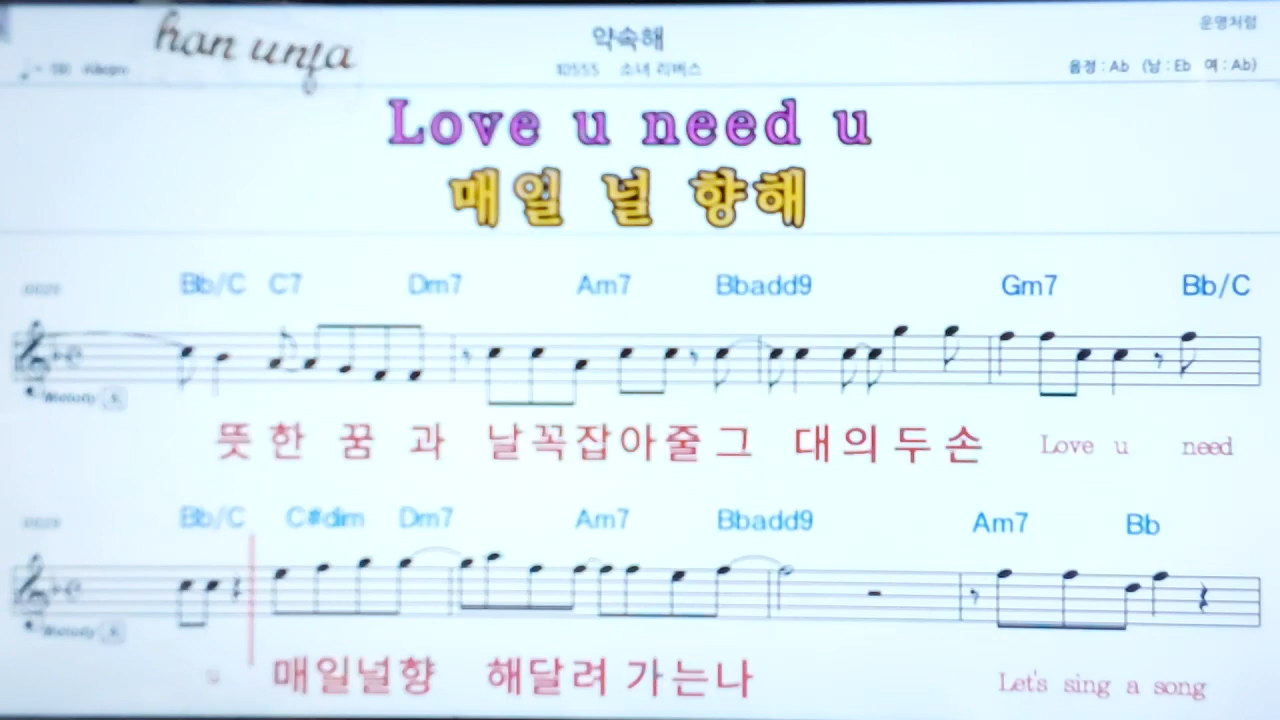 han unja
약속해
운명처럼
10555 소녀 리버스
음정 : Ab (남 : Eb 여 : Ab)
Love u need u
매일 널 향해
Bb/C C7 Dm7 Am7 Bbadd9 Gm7 Bb/C
뜻한 꿈 과 날꼭잡아줄그 대의두손 Love u need
Bb/C C#dim Dm7 Am7 Bbadd9 Am7 Bb
u 매일널향 해달려 가는나 Let's sing a song